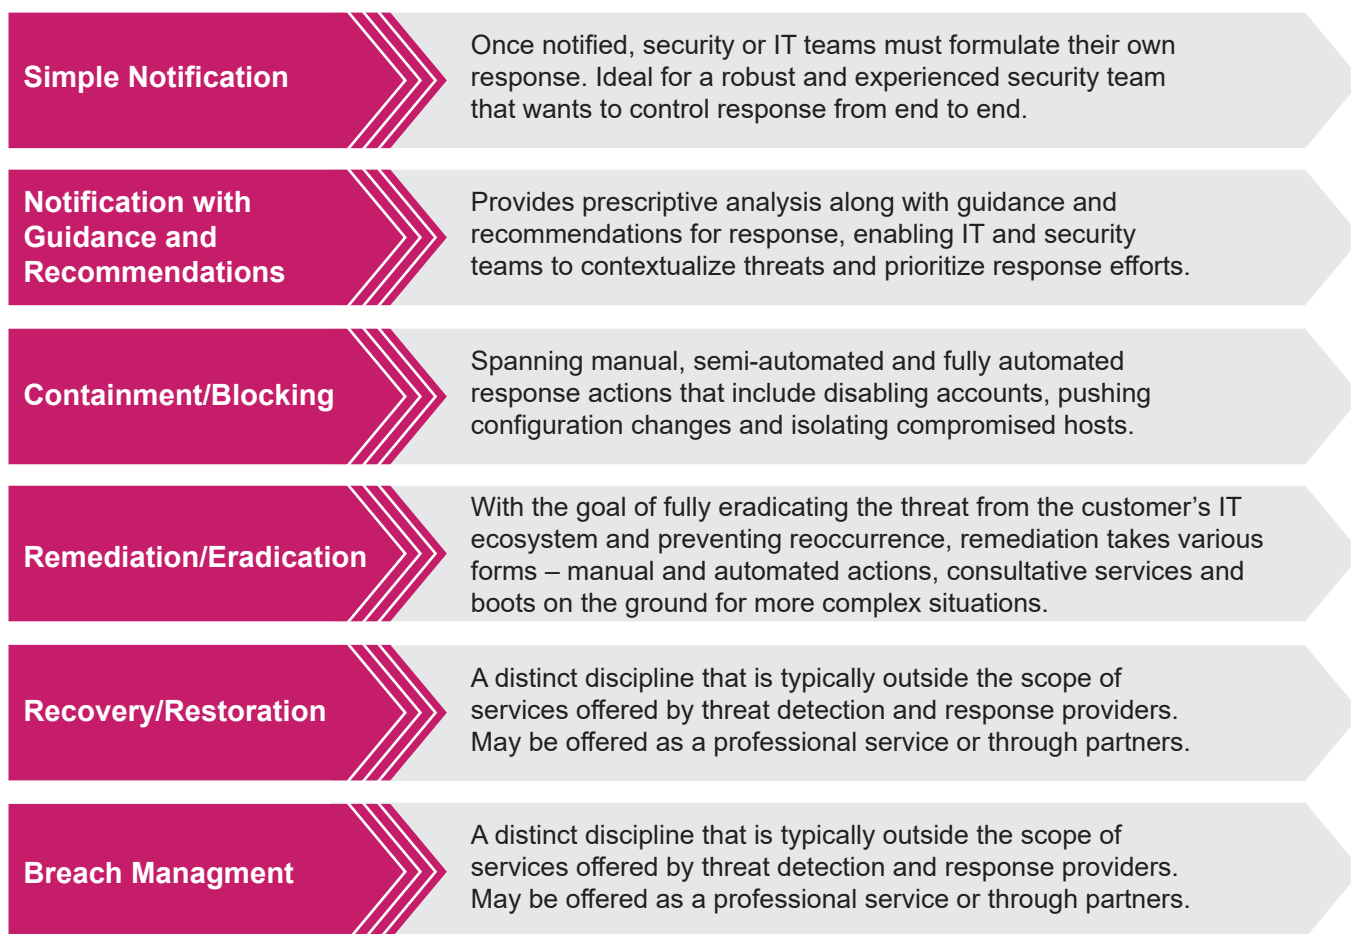 Simple Notification
Once notified, security or IT teams must formulate their own
response. Ideal for a robust and experienced security team
that wants to control response from end to end.
Notification with
Guidance and
Recommendations
Provides prescriptive analysis along with guidance and
recommendations for response, enabling IT and security
teams to contextualize threats and prioritize response efforts.
Containment/Blocking
Spanning manual, semi-automated and fully automated
response actions that include disabling accounts, pushing
configuration changes and isolating compromised hosts.
Remediation/Eradication
With the goal of fully eradicating the threat from the customer’s IT
ecosystem and preventing reoccurrence, remediation takes various
forms – manual and automated actions, consultative services and
boots on the ground for more complex situations.
Recovery/Restoration
A distinct discipline that is typically outside the scope of
services offered by threat detection and response providers.
May be offered as a professional service or through partners.
Breach Managment
A distinct discipline that is typically outside the scope of
services offered by threat detection and response providers.
May be offered as a professional service or through partners.